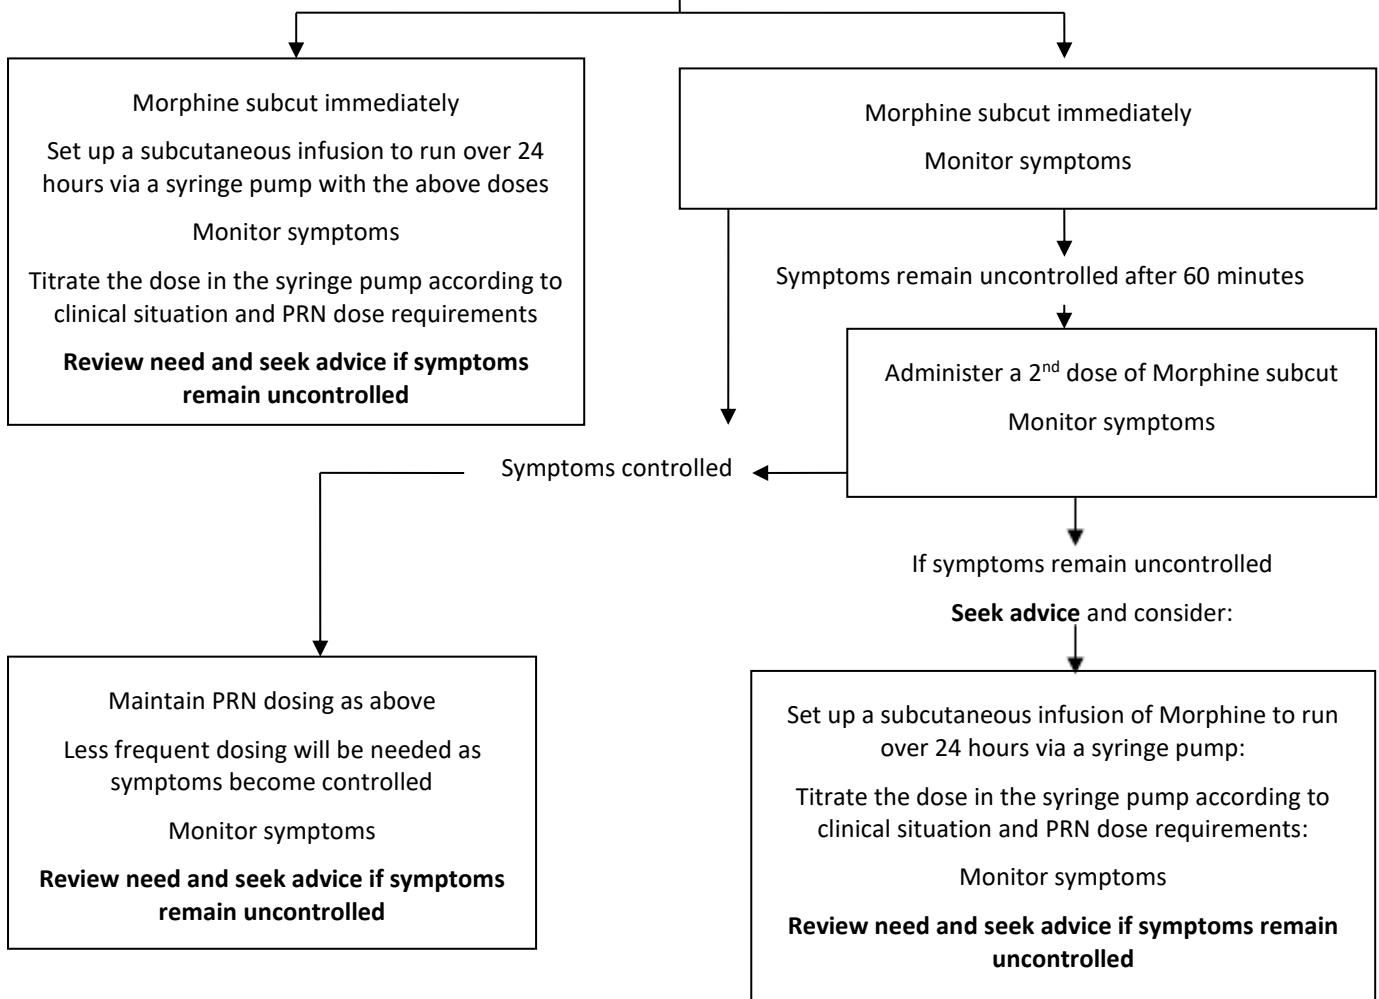 Morphine subcut immediately
Set up a subcutaneous infusion to run over 24
hours via a syringe pump with the above doses
Monitor symptoms
Titrate the dose in the syringe pump according to
clinical situation and PRN dose requirements
Review need and seek advice if symptoms
remain uncontrolled
Morphine subcut immediately
Monitor symptoms
Symptoms remain uncontrolled after 60 minutes
Administer a 2nd dose of Morphine subcut
Monitor symptoms
Symptoms controlled
If symptoms remain uncontrolled
Seek advice and consider:
Maintain PRN dosing as above
Less frequent dosing will be needed as
symptoms become controlled
Monitor symptoms
Review need and seek advice if symptoms
remain uncontrolled
Set up a subcutaneous infusion of Morphine to run
over 24 hours via a syringe pump:
Titrate the dose in the syringe pump according to
clinical situation and PRN dose requirements:
Monitor symptoms
Review need and seek advice if symptoms remain
uncontrolled